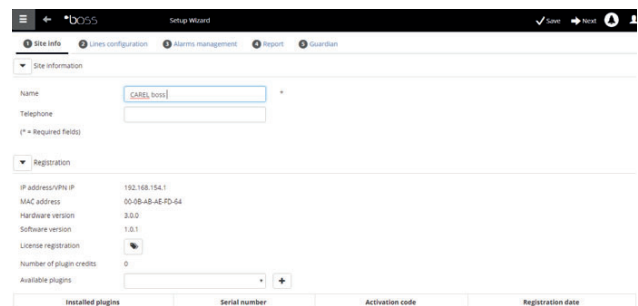 boss Setup Wizard Save Next
1 Site info 2 Lines configuration 3 Alarms management 4 Report 5 Guardian
Site information
Name CAREL boss *
Telephone
(* = Required fields)
Registration
IP address/VPN IP 192.168.154.1
MAC address 00-0B-AB-AE-FD-64
Hardware version 3.0.0
Software version 1.0.1
License registration
Number of plugin credits 0
Available plugins +
Installed plugins Serial number Activation code Registration date